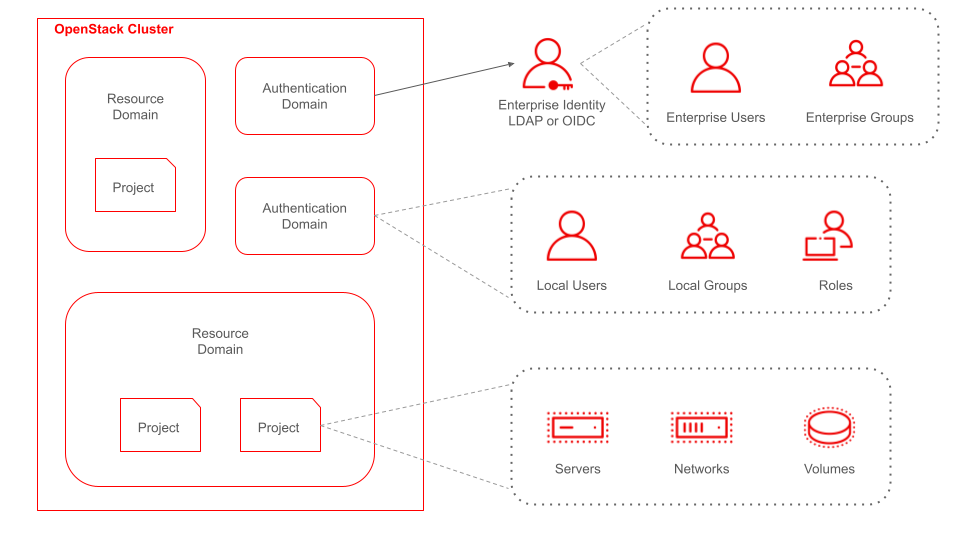 OpenStack Cluster
Resource
Domain
Project
Authentication
Domain
Authentication
Domain
Resource
Domain
Project
Project
Enterprise Identity
LDAP or OIDC
Enterprise Users
Enterprise Groups
Local Users
Local Groups
Roles
Servers
Networks
Volumes